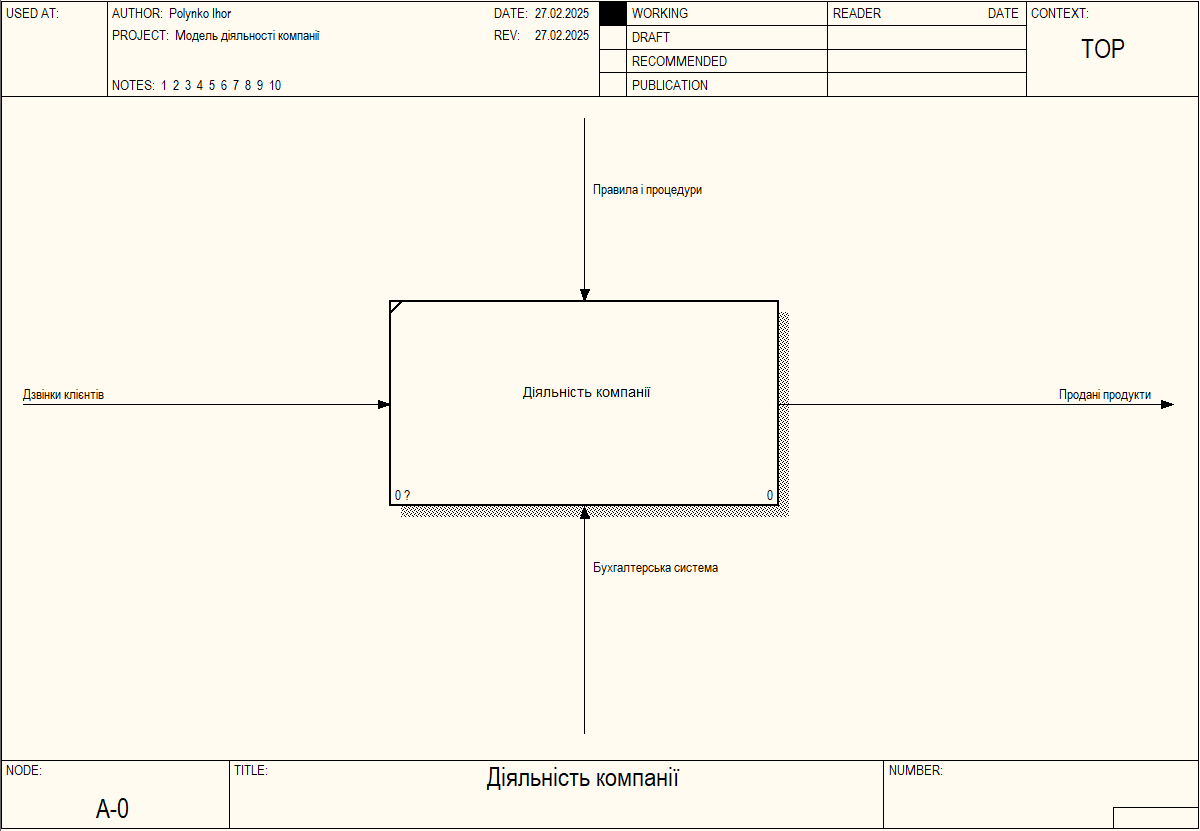 USED AT:
AUTHOR: Polynko Ihor
DATE: 27.02.2025
PROJECT: Модель діяльності компанії
REV: 27.02.2025
NOTES: 1 2 3 4 5 6 7 8 9 10
WORKING
DRAFT
RECOMMENDED
PUBLICATION
READER
DATE
CONTEXT:
TOP
Правила і процедури
Дзвінки клієнтів
Діяльність компанії
Продані продукти
0 ?
0
Бухгалтерська система
NODE:
A-0
TITLE:
Діяльність компанії
NUMBER: